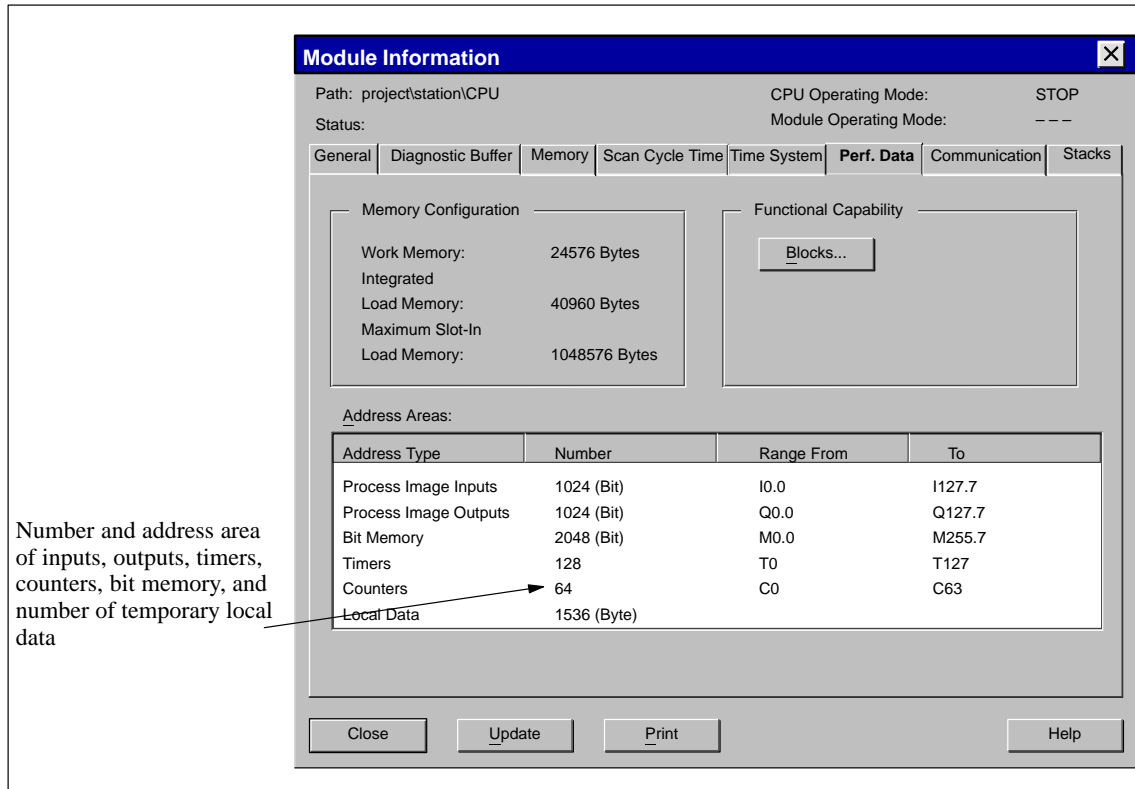 Module Information
Path: project\station\CPU
CPU Operating Mode: STOP
Status:
Module Operating Mode: – – –
General Diagnostic Buffer Memory Scan Cycle Time Time System Perf. Data Communication Stacks
Memory Configuration
Work Memory: 24576 Bytes
Integrated
Load Memory: 40960 Bytes
Maximum Slot-In
Load Memory: 1048576 Bytes
Functional Capability
Blocks...
Address Areas:
Address Type Number Range From To
Process Image Inputs 1024 (Bit) I0.0 I127.7
Process Image Outputs 1024 (Bit) Q0.0 Q127.7
Bit Memory 2048 (Bit) M0.0 M255.7
Timers 128 T0 T127
Counters 64 C0 C63
Local Data 1536 (Byte)
Number and address area
of inputs, outputs, timers,
counters, bit memory, and
number of temporary local
data
Close Update Print Help